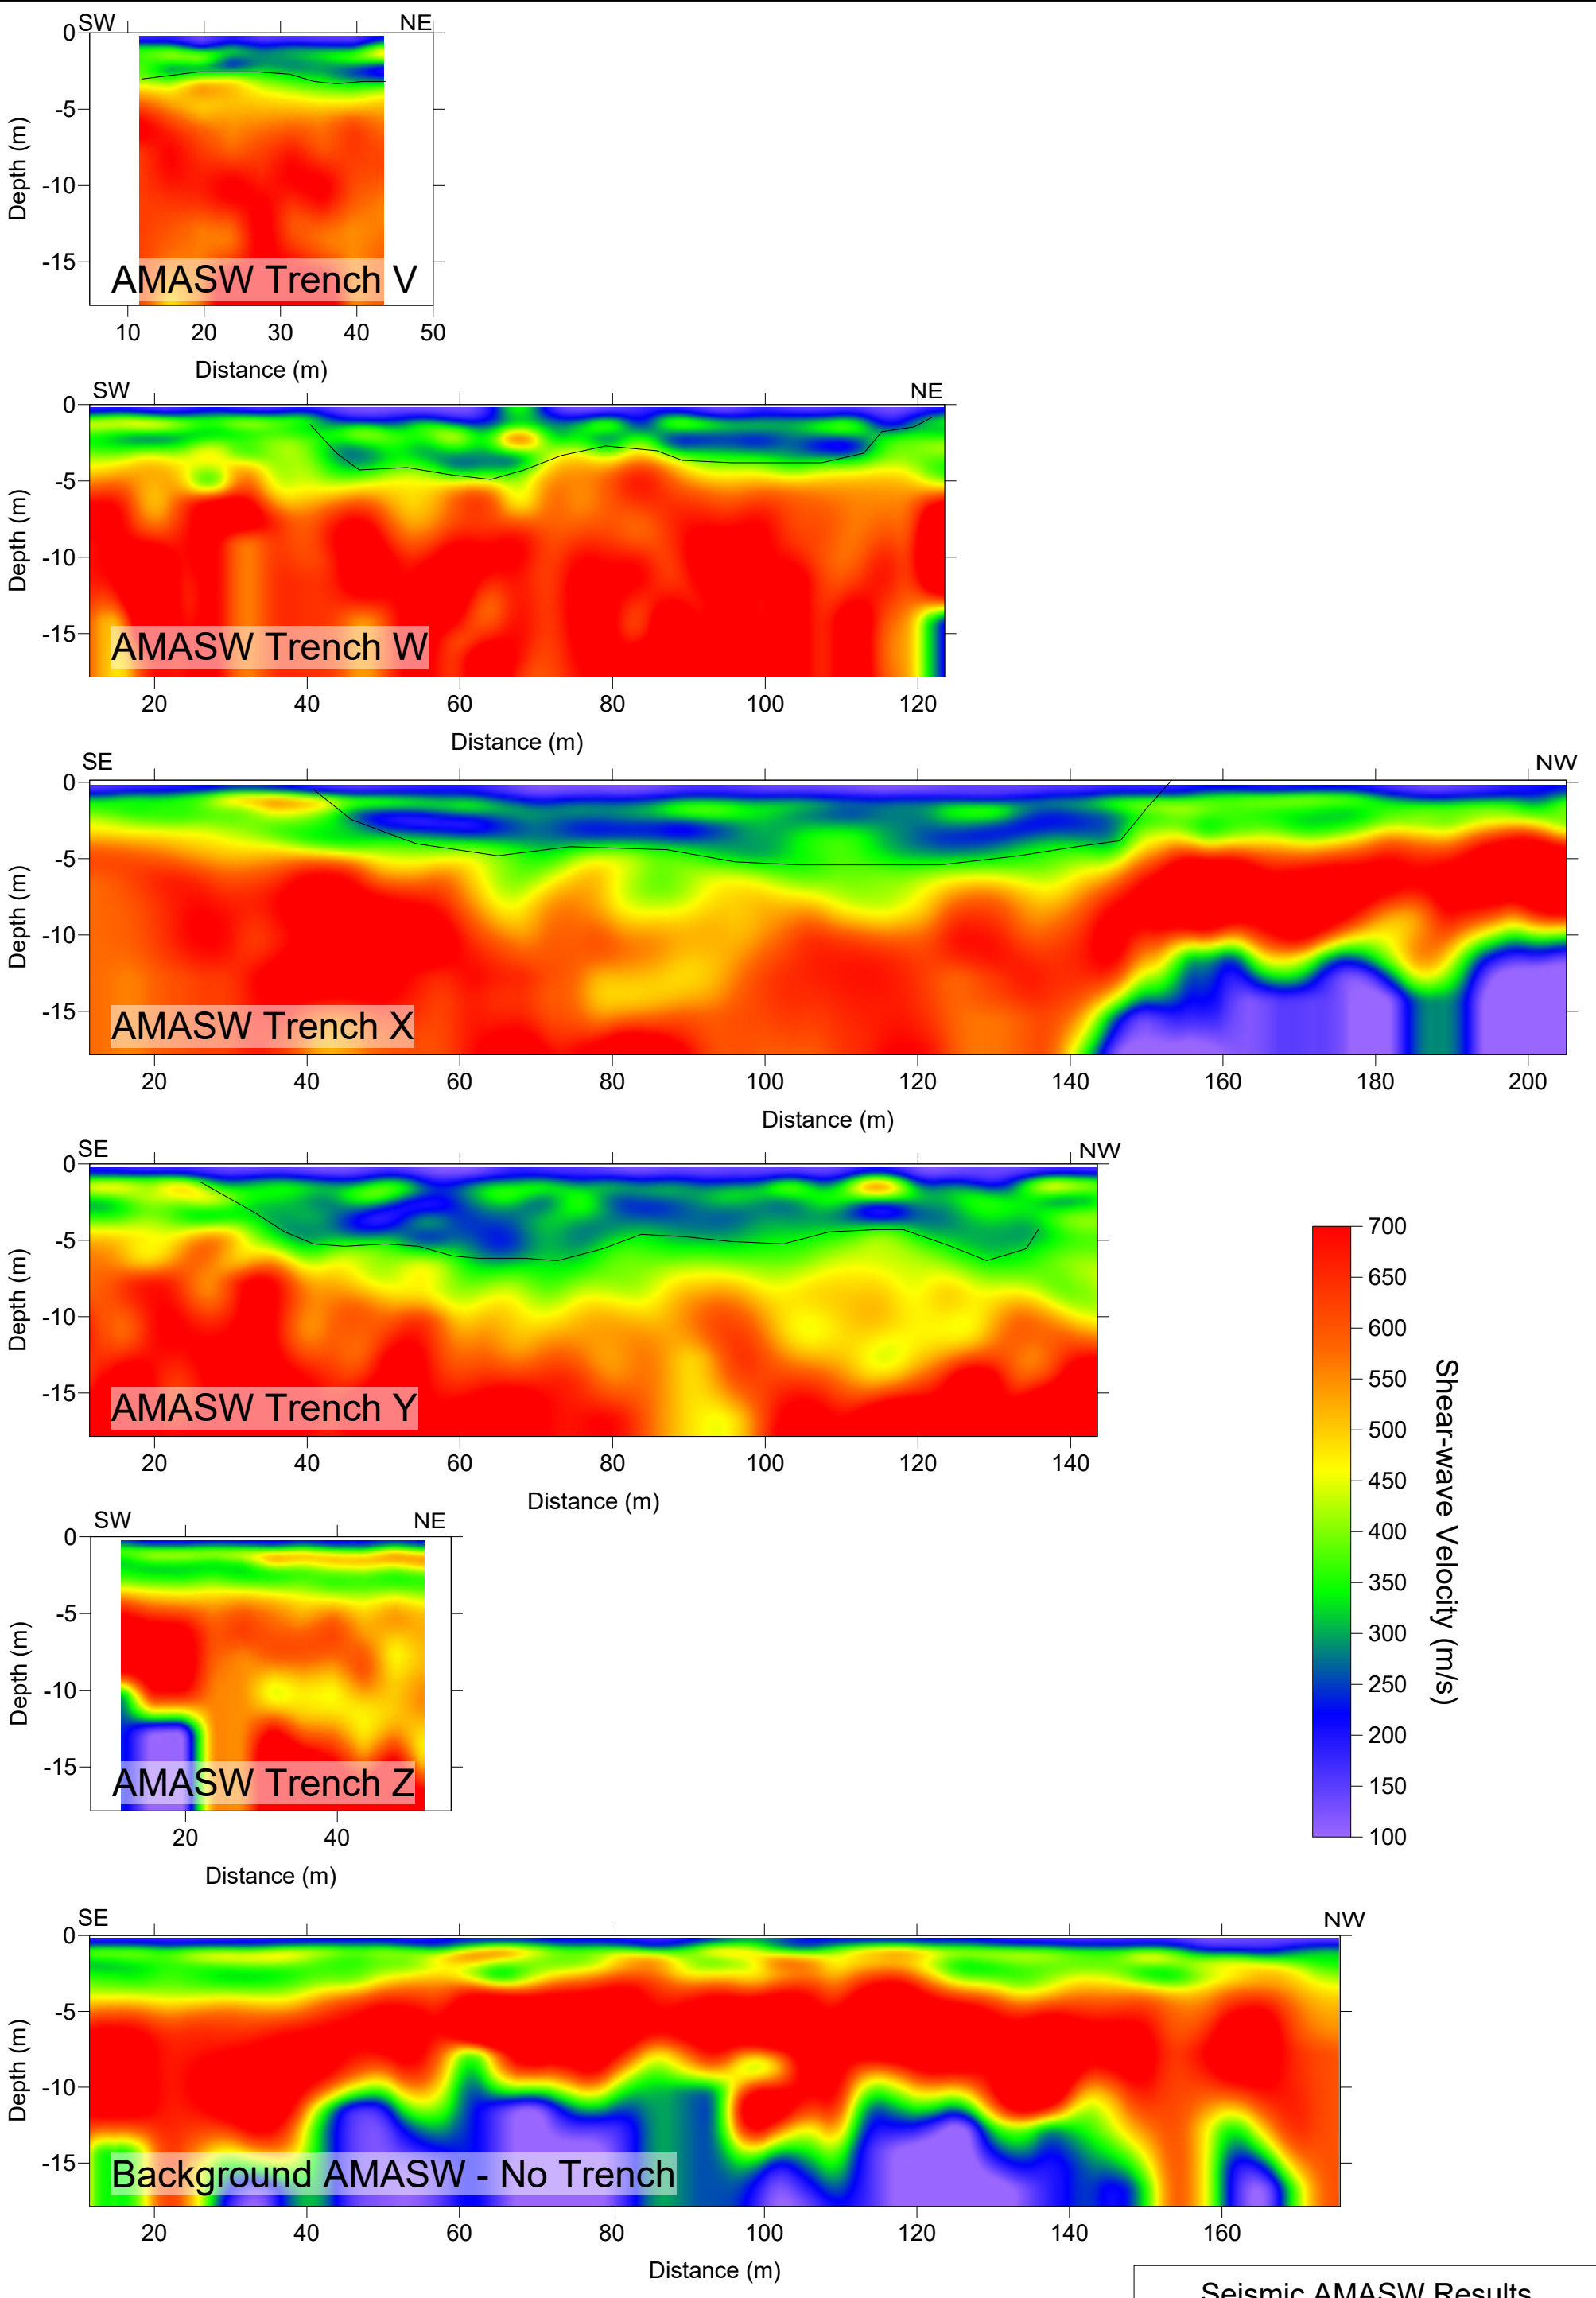 SW NE
0
-5
-10
-15
Depth (m)
AMASW Trench V
10 20 30 40 50
Distance (m)
SW NE
0
-5
-10
-15
Depth (m)
AMASW Trench W
20 40 60 80 100 120
Distance (m)
SE NW
0
-5
-10
-15
Depth (m)
AMASW Trench X
20 40 60 80 100 120 140 160 180 200
Distance (m)
SE NW
0
-5
-10
-15
Depth (m)
AMASW Trench Y
20 40 60 80 100 120 140
Distance (m)
700
650
600
550
500
450
400
350
300
250
200
150
100
Shear-wave Velocity (m/s)
SW NE
0
-5
-10
-15
Depth (m)
AMASW Trench Z
20 40
Distance (m)
SE NW
0
-5
-10
-15
Depth (m)
Background AMASW - No Trench
20 40 60 80 100 120 140 160
Distance (m)
Seismic AMASW Results